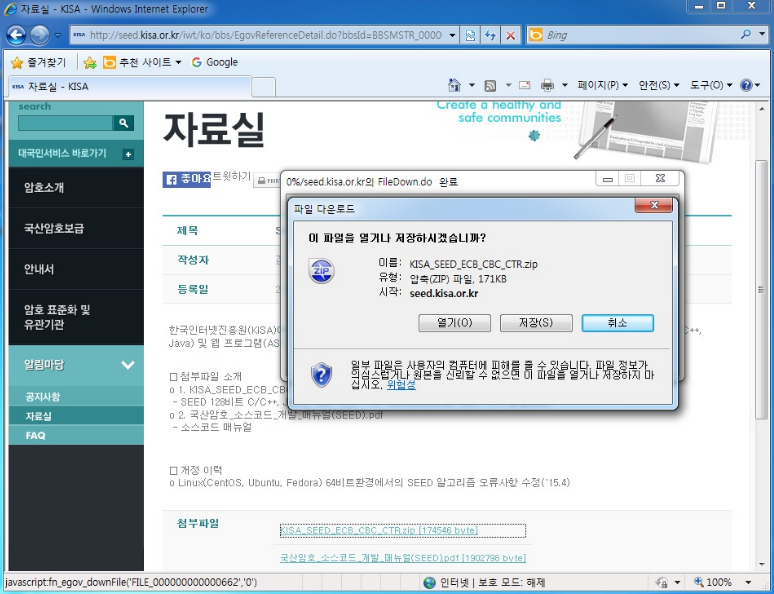 자료실 - KISA - Windows Internet Explorer
http://seed.kisa.or.kr/iwt/ko/bbs/EgovReferenceDetail.do?bbsId=BBSMSTR_0000
Bing
즐겨찾기
추천 사이트
Google
자료실 - KISA
페이지(P)
안전(S)
도구(O)
search
Create a healthy and
safe communities
자료실
대국민서비스 바로가기
좋아요
트윗하기
PRINT
0%/seed.kisa.or.kr의 FileDown.do 완료
암호소개
국산암호보급
안내서
암호 표준화 및
유관기관
알림마당
공지사항
자료실
FAQ
제목
작성자
등록일
파일 다운로드
이 파일을 열거나 저장하시겠습니까?
이름: KISA_SEED_ECB_CBC_CTR.zip
유형: 압축(ZIP) 파일, 171KB
시작: seed.kisa.or.kr
ZIP
열기(O)
저장(S)
취소
일부 파일은 사용자의 컴퓨터에 피해를 줄 수 있습니다. 파일 정보가
의심스럽거나 원본을 신뢰할 수 없으면 이 파일을 열거나 저장하지 마
십시오. 위험성
한국인터넷진흥원(KISA)에
C++,
Java) 및 웹 프로그램(AS
□ 첨부파일 소개
o 1. KISA_SEED_ECB_CB
- SEED 128비트 C/C++, J
o 2. 국산암호_소스코드_개발_매뉴얼(SEED).pdf
- 소스코드 매뉴얼
□ 개정 이력
o Linux(CentOS, Ubuntu, Fedora) 64비트환경에서의 SEED 알고리즘 오류사항 수정('15.4)
첨부파일
KISA_SEED_ECB_CBC_CTR.zip [174546 byte]
국산암호_소스코드_개발_매뉴얼(SEED).pdf [1902798 byte]
javascript:fn_egov_downFile('FILE_000000000000662','0')
인터넷 | 보호 모드: 해제
100%